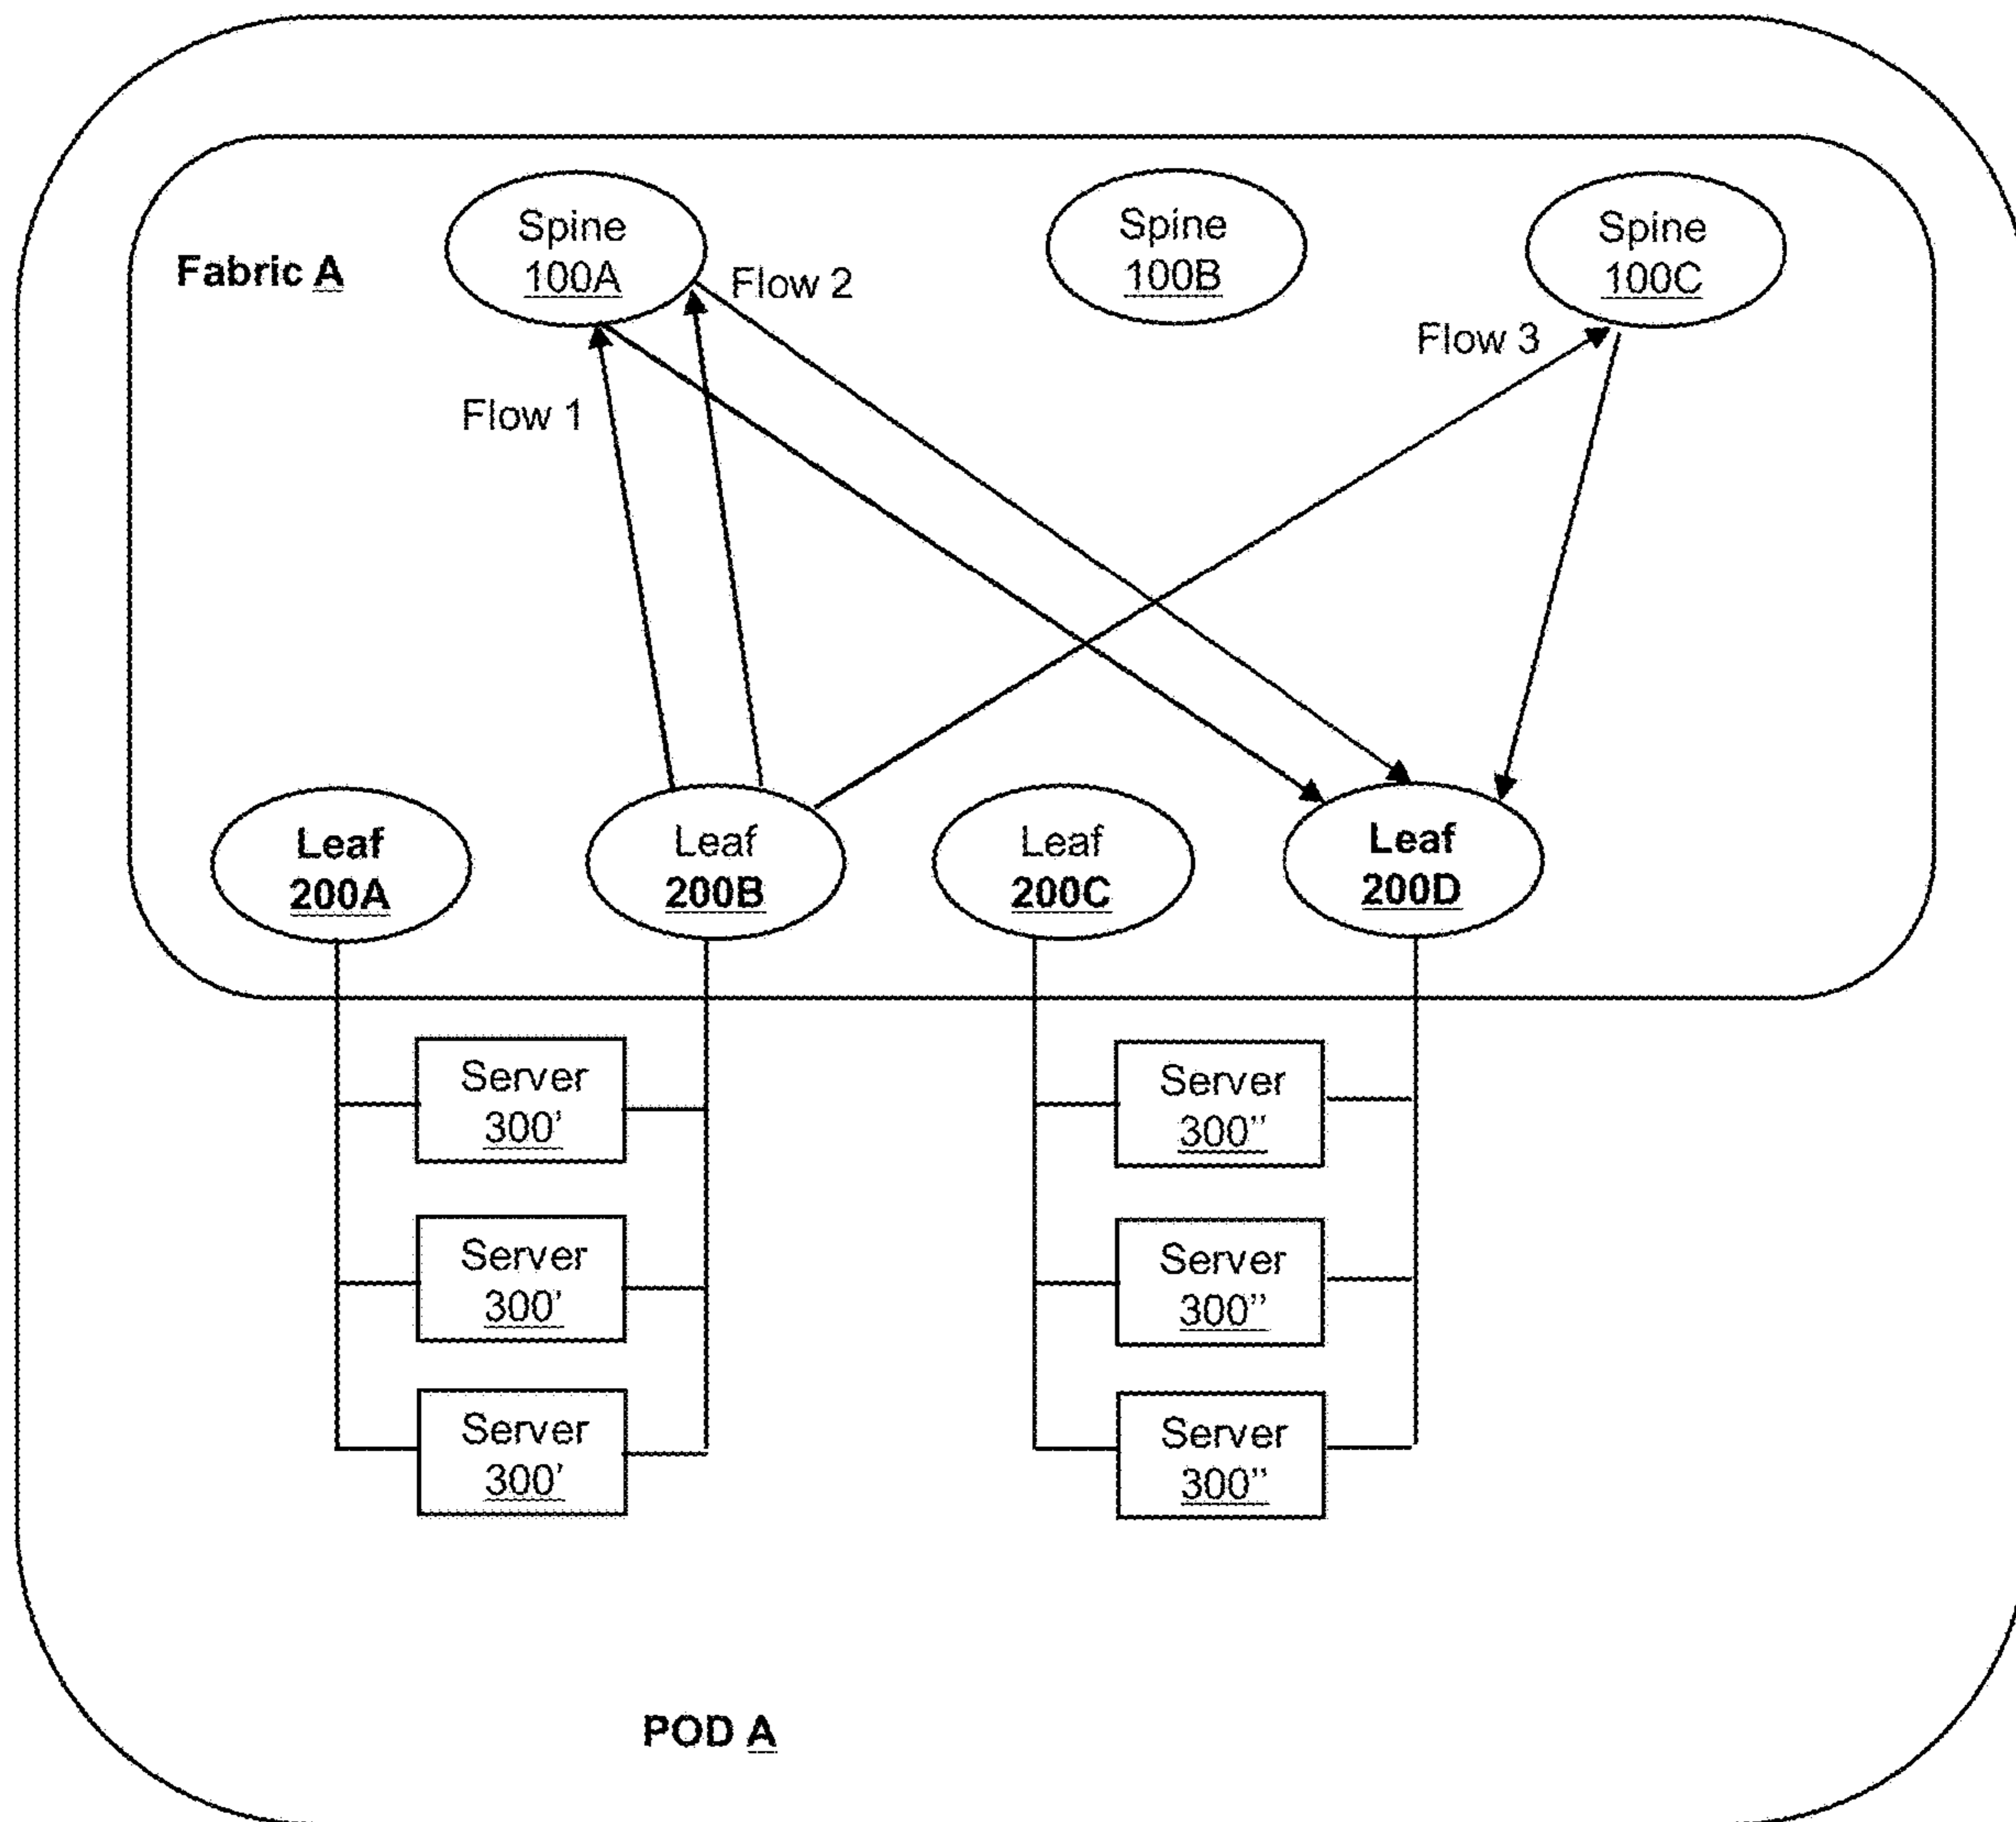 Spine
100A
Spine
100B
Spine
100C
Fabric A
Flow 2
Flow 3
Flow 1
Leaf
200A
Leaf
200B
Leaf
200C
Leaf
200D
Server
300'
Server
300"
Server
300'
Server
300"
Server
300'
Server
300"
POD A